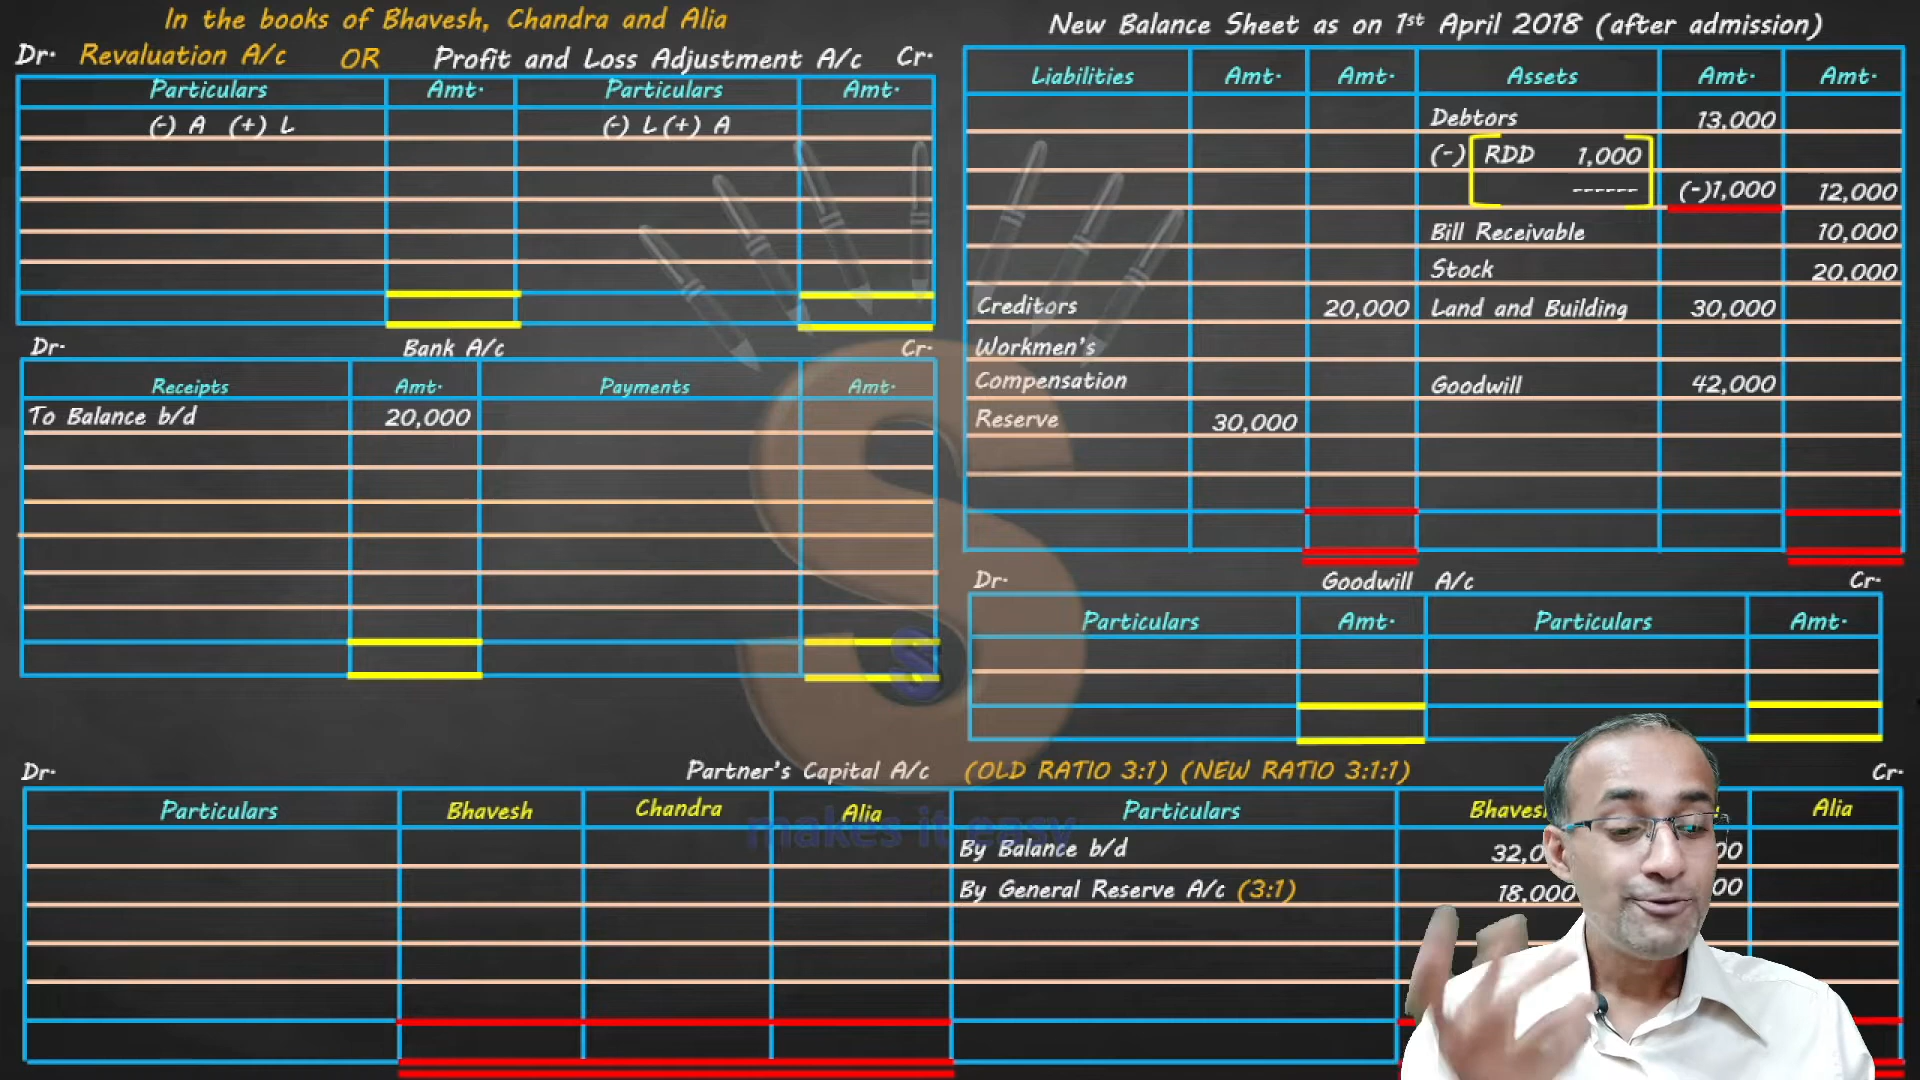 In the books of Bhavesh, Chandra and Alia
Dr. Revaluation A/c OR Profit and Loss Adjustment A/c Cr.
Particulars Amt. Particulars Amt.
(-) A (+) L (-) L (+) A
Dr. Bank A/c Cr.
Receipts Amt. Payments Amt.
To Balance b/d 20,000
New Balance Sheet as on 1st April 2018 (after admission)
Liabilities Amt. Amt. Assets Amt. Amt.
Debtors 13,000
(-) RDD 1,000
------ (-)1,000 12,000
Bill Receivable 10,000
Stock 20,000
Creditors 20,000 Land and Building 30,000
Workmen's
Compensation Goodwill 42,000
Reserve 30,000
Dr. Goodwill A/c Cr.
Particulars Amt. Particulars Amt.
Dr. Partner's Capital A/c (OLD RATIO 3:1) (NEW RATIO 3:1:1) Cr.
Particulars Bhavesh Chandra Alia Particulars Alia
By Balance b/d
By General Reserve A/c (3:1) 18,000
S
makes it easy